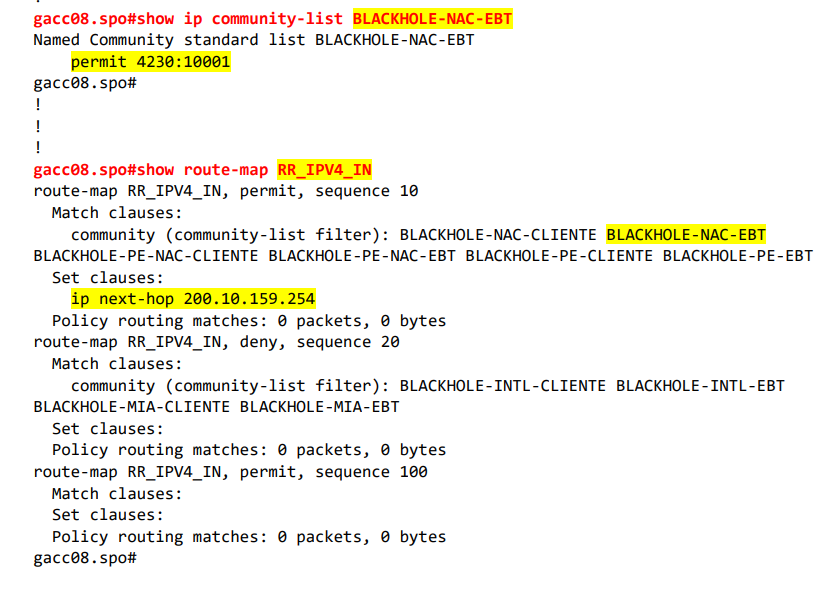 gacc08.spo#show ip community-list BLACKHOLE-NAC-EBT
Named Community standard list BLACKHOLE-NAC-EBT
permit 4230:10001
gacc08.spo#
!
!
!
gacc08.spo#show route-map RR_IPV4_IN
route-map RR_IPV4_IN, permit, sequence 10
Match clauses:
community (community-list filter): BLACKHOLE-NAC-CLIENTE BLACKHOLE-NAC-EBT
BLACKHOLE-PE-NAC-CLIENTE BLACKHOLE-PE-NAC-EBT BLACKHOLE-PE-CLIENTE BLACKHOLE-PE-EBT
Set clauses:
ip next-hop 200.10.159.254
Policy routing matches: 0 packets, 0 bytes
route-map RR_IPV4_IN, deny, sequence 20
Match clauses:
community (community-list filter): BLACKHOLE-INTL-CLIENTE BLACKHOLE-INTL-EBT
BLACKHOLE-MIA-CLIENTE BLACKHOLE-MIA-EBT
Set clauses:
Policy routing matches: 0 packets, 0 bytes
route-map RR_IPV4_IN, permit, sequence 100
Match clauses:
Set clauses:
Policy routing matches: 0 packets, 0 bytes
gacc08.spo#